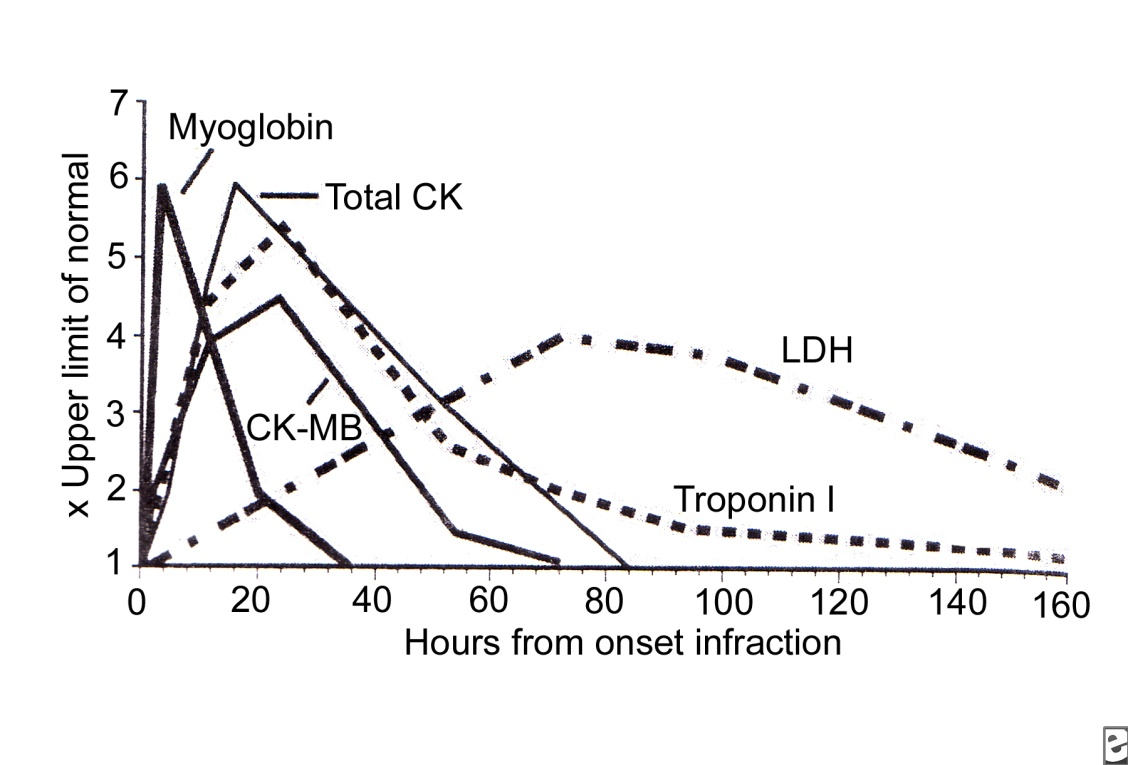 7
Myoglobin
6
Total CK
5
4
LDH
3
CK-MB
2
Troponin I
1
0 20 40 60 80 100 120 140 160
x Upper limit of normal
Hours from onset infraction
e